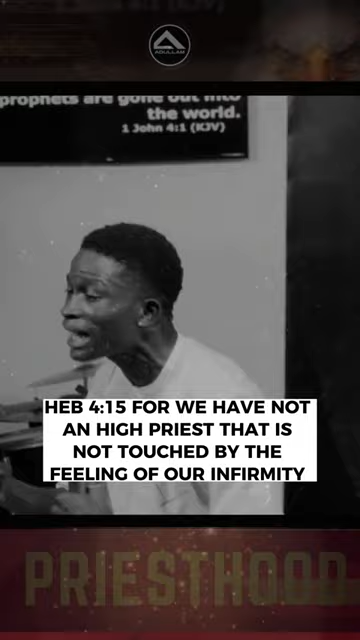 ADULLAM
prophets are gone out into
the world.
1 John 4:1 (KJV)
HEB 4:15 FOR WE HAVE NOT
AN HIGH PRIEST THAT IS
NOT TOUCHED BY THE
FEELING OF OUR INFIRMITY
PRIESTHOOD